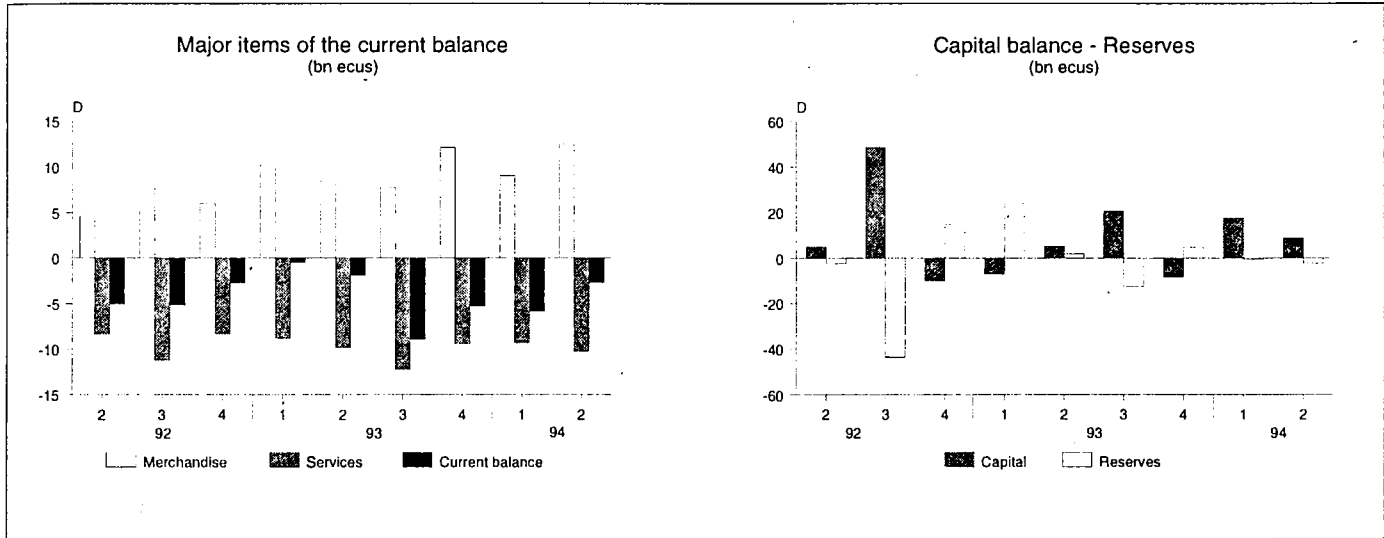 Major items of the current balance
(bn ecus)
D
15
10
5
0
-5
-10
-15
2 3 4 1 2 3 4 1 2
92 93 94
Merchandise Services Current balance
Capital balance - Reserves
(bn ecus)
D
60
40
20
0
-20
-40
-60
2 3 4 1 2 3 4 1 2
92 93 94
Capital Reserves